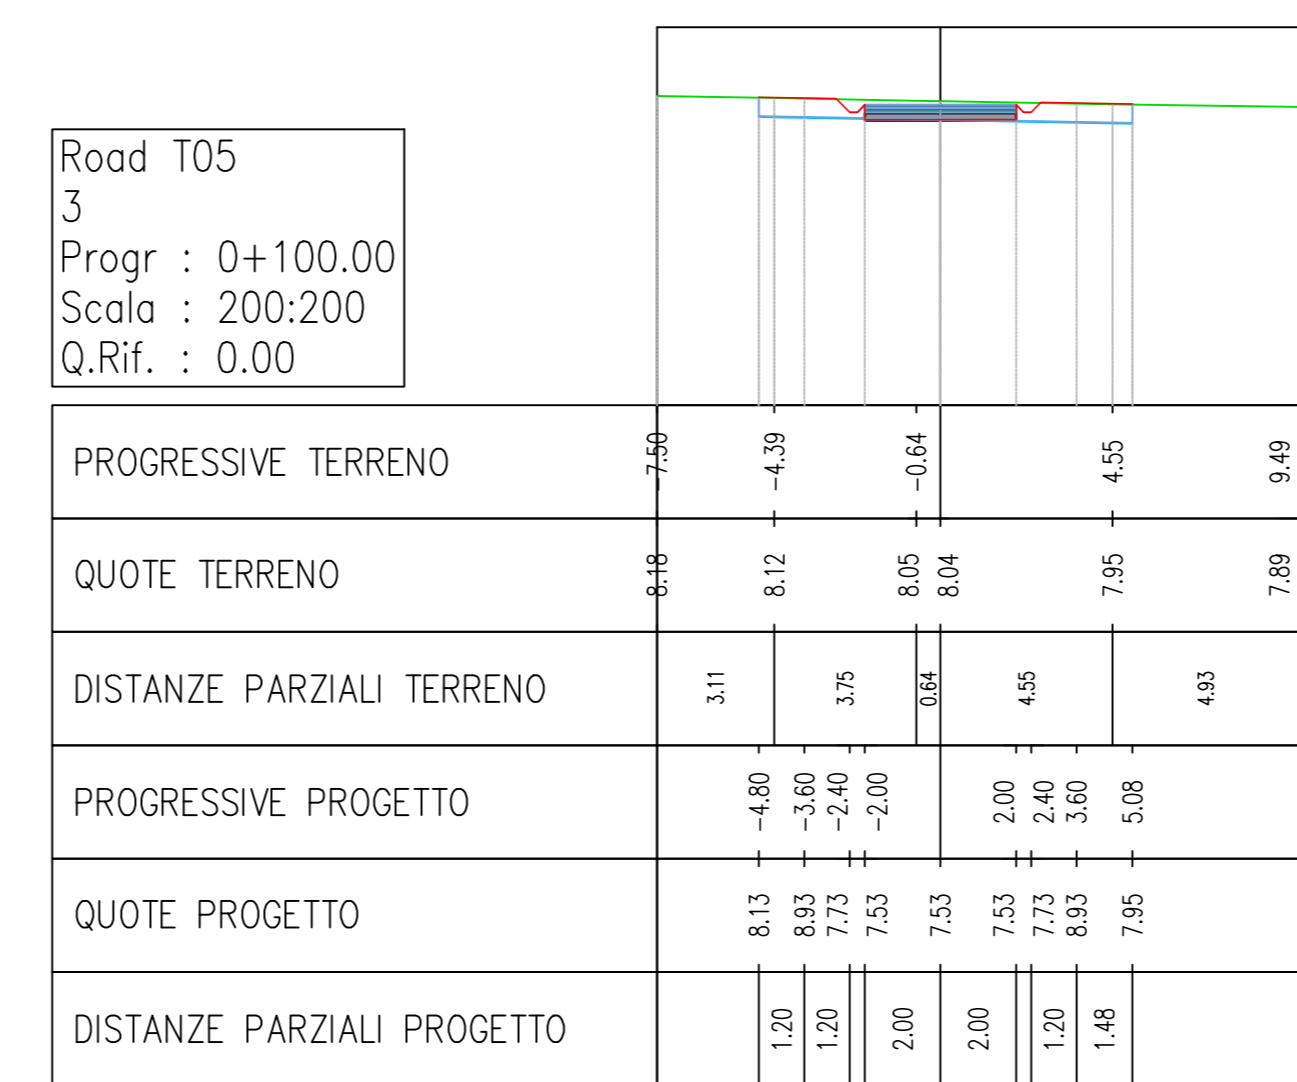 Road T05
3
Progr : 0+100.00
Scala : 200:200
Q.Rif. : 0.00
PROGRESSIVE TERRENO -7.50 -4.39 -0.64 4.55 9.49
QUOTE TERRENO 8.18 8.12 8.05 8.04 7.95 7.89
DISTANZE PARZIALI TERRENO 3.11 3.75 0.64 4.55 4.93
PROGRESSIVE PROGETTO -4.80 -3.60 -2.40 -2.00 2.00 2.40 3.60 5.08
QUOTE PROGETTO 8.13 8.93 7.73 7.53 7.53 7.53 7.73 8.93 7.95
DISTANZE PARZIALI PROGETTO 1.20 1.20 2.00 2.00 1.20 1.48